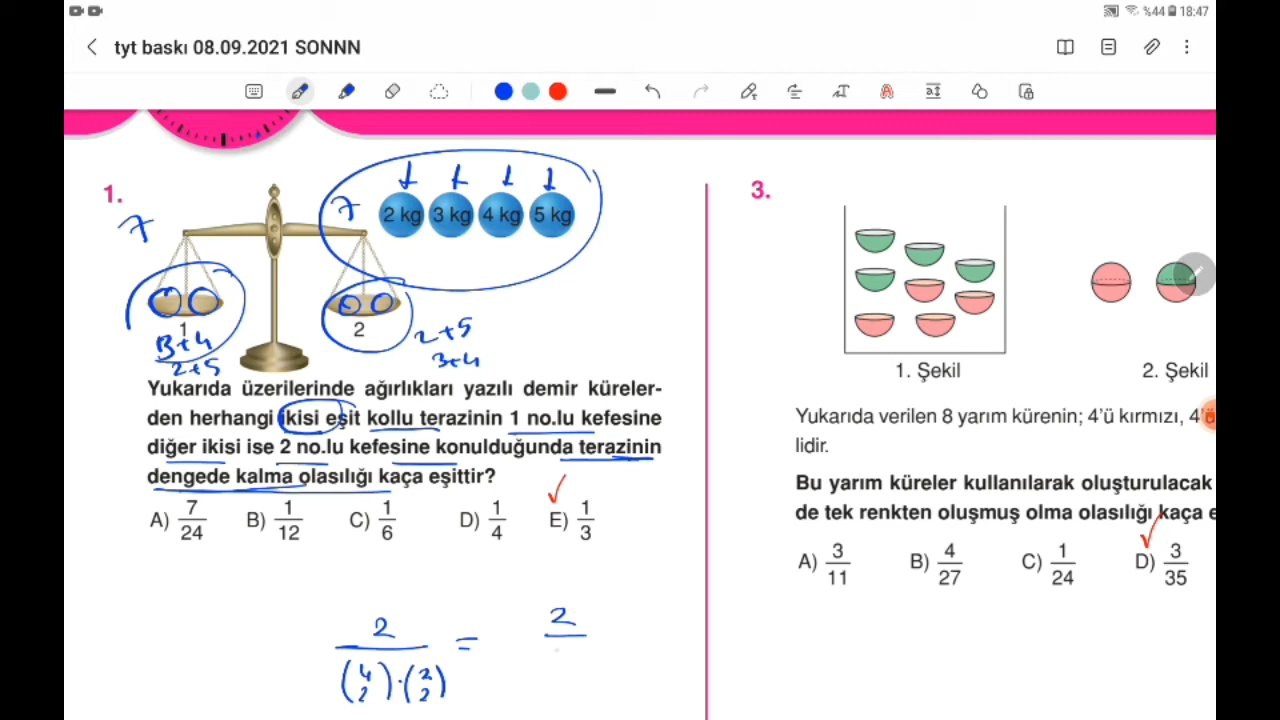 %44 18:47
tyt baskı 08.09.2021 SONNN
1.
7
7
2 kg 3 kg 4 kg 5 kg
1
2
3+4
2+5
2+5
3+4
Yukarıda üzerilerinde ağırlıkları yazılı demir küreler-
den herhangi ikisi eşit kollu terazinin 1 no.lu kefesine
diğer ikisi ise 2 no.lu kefesine konulduğunda terazinin
dengede kalma olasılığı kaça eşittir?
A) 7/24 B) 1/12 C) 1/6 D) 1/4 E) 1/3
2/(4 2)·(2 2) = 2
3.
1. Şekil 2. Şekil
Yukarıda verilen 8 yarım kürenin; 4'ü kırmızı, 4'
lidir.
Bu yarım küreler kullanılarak oluşturulacak
de tek renkten oluşmuş olma olasılığı kaça e
A) 3/11 B) 4/27 C) 1/24 D) 3/35